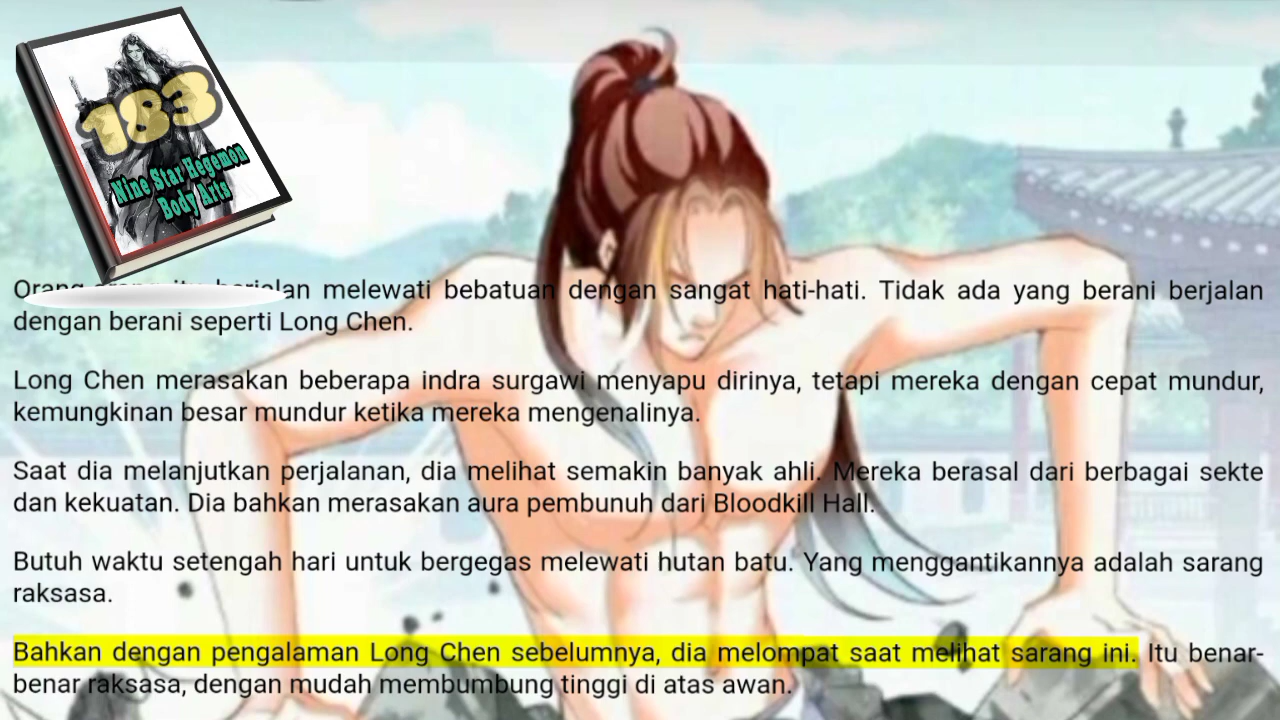 183
Nine Star Hegemon
Body Arts
Orang itu berjalan melewati bebatuan dengan sangat hati-hati. Tidak ada yang berani berjalan
dengan berani seperti Long Chen.
Long Chen merasakan beberapa indra surgawi menyapu dirinya, tetapi mereka dengan cepat mundur,
kemungkinan besar mundur ketika mereka mengenalinya.
Saat dia melanjutkan perjalanan, dia melihat semakin banyak ahli. Mereka berasal dari berbagai sekte
dan kekuatan. Dia bahkan merasakan aura pembunuh dari Bloodkill Hall.
Butuh waktu setengah hari untuk bergegas melewati hutan batu. Yang menggantikannya adalah sarang
raksasa.
Bahkan dengan pengalaman Long Chen sebelumnya, dia melompat saat melihat sarang ini. Itu benar-
benar raksasa, dengan mudah membumbung tinggi di atas awan.